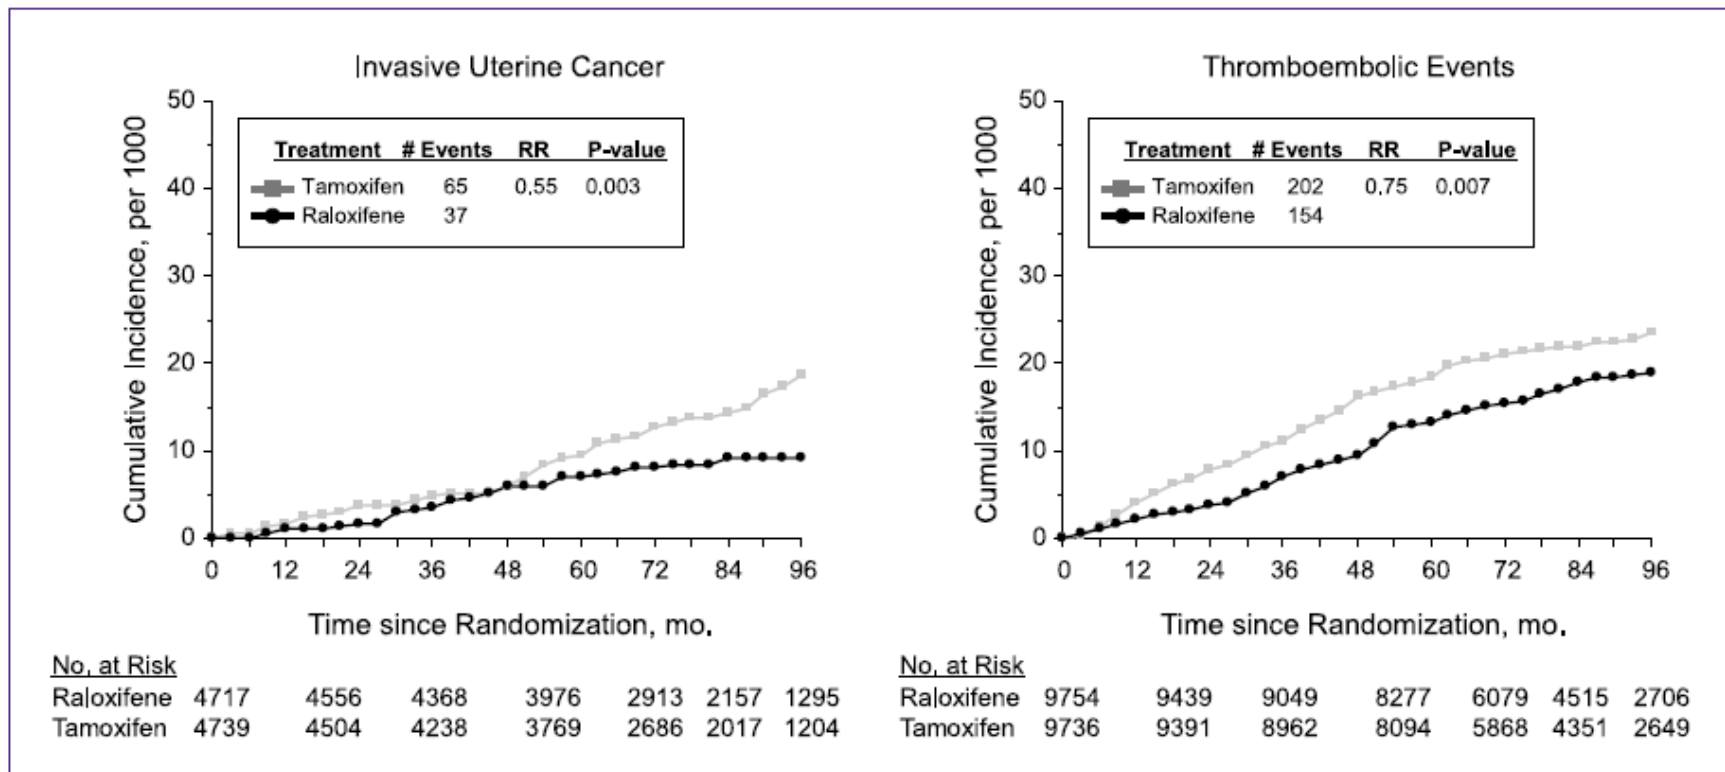 Invasive Uterine Cancer
Cumulative Incidence, per 1000
50
40
30
20
10
0
Treatment # Events RR P-value
Tamoxifen 65 0.55 0.003
Raloxifene 37
0 12 24 36 48 60 72 84 96
Time since Randomization, mo.
No. at Risk
Raloxifene 4717 4556 4368 3976 2913 2157 1295
Tamoxifen 4739 4504 4238 3769 2686 2017 1204
Thromboembolic Events
Cumulative Incidence, per 1000
50
40
30
20
10
0
Treatment # Events RR P-value
Tamoxifen 202 0.75 0.007
Raloxifene 154
0 12 24 36 48 60 72 84 96
Time since Randomization, mo.
No. at Risk
Raloxifene 9754 9439 9049 8277 6079 4515 2706
Tamoxifen 9736 9391 8962 8094 5868 4351 2649